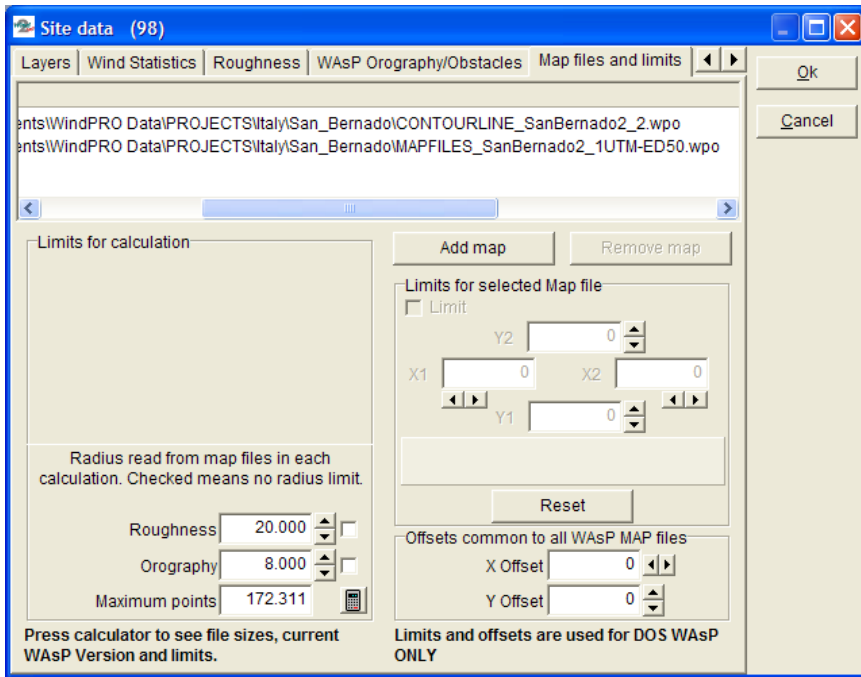 Site data (98)
Layers Wind Statistics Roughness WAsP Orography/Obstacles Map files and limits
Ok
Cancel
ents\WindPRO Data\PROJECTS\Italy\San_Bernado\CONTOURLINE_SanBernado2_2.wpo
ents\WindPRO Data\PROJECTS\Italy\San_Bernado\MAPFILES_SanBernado2_1UTM-ED50.wpo
Limits for calculation
Radius read from map files in each
calculation. Checked means no radius limit.
Roughness 20.000
Orography 8.000
Maximum points 172.311
Press calculator to see file sizes, current
WAsP Version and limits.
Add map Remove map
Limits for selected Map file
Limit
Y2 0
X1 0 X2 0
Y1 0
Reset
Offsets common to all WAsP MAP files
X Offset 0
Y Offset 0
Limits and offsets are used for DOS WAsP
ONLY